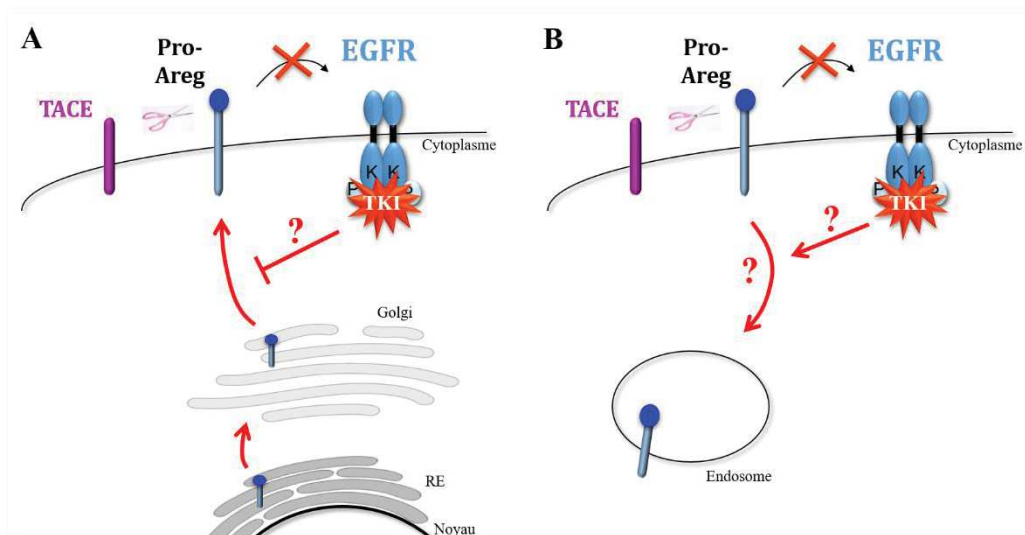 A
Pro-
Areg
EGFR
TACE
Cytoplasme
K K
P
TKI
?
Golgi
RE
Noyau
B
Pro-
Areg
EGFR
TACE
Cytoplasme
K K
P
TKI
?
?
Endosome